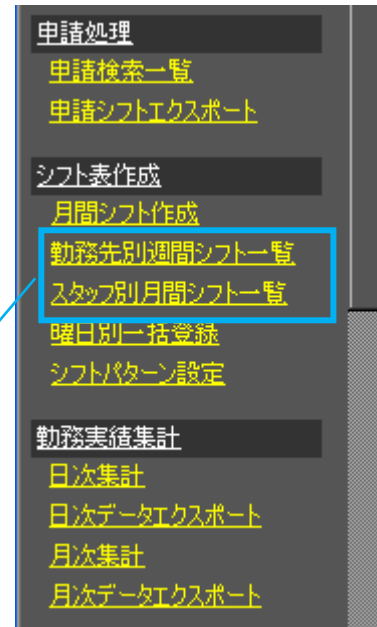 申請処理
申請検索一覧
申請シフトエクスポート
シフト表作成
月間シフト作成
勤務先別週間シフト一覧
スタッフ別月間シフト一覧
曜日別一括登録
シフトパターン設定
勤務実績集計
日次集計
日次データエクスポート
月次集計
月次データエクスポート